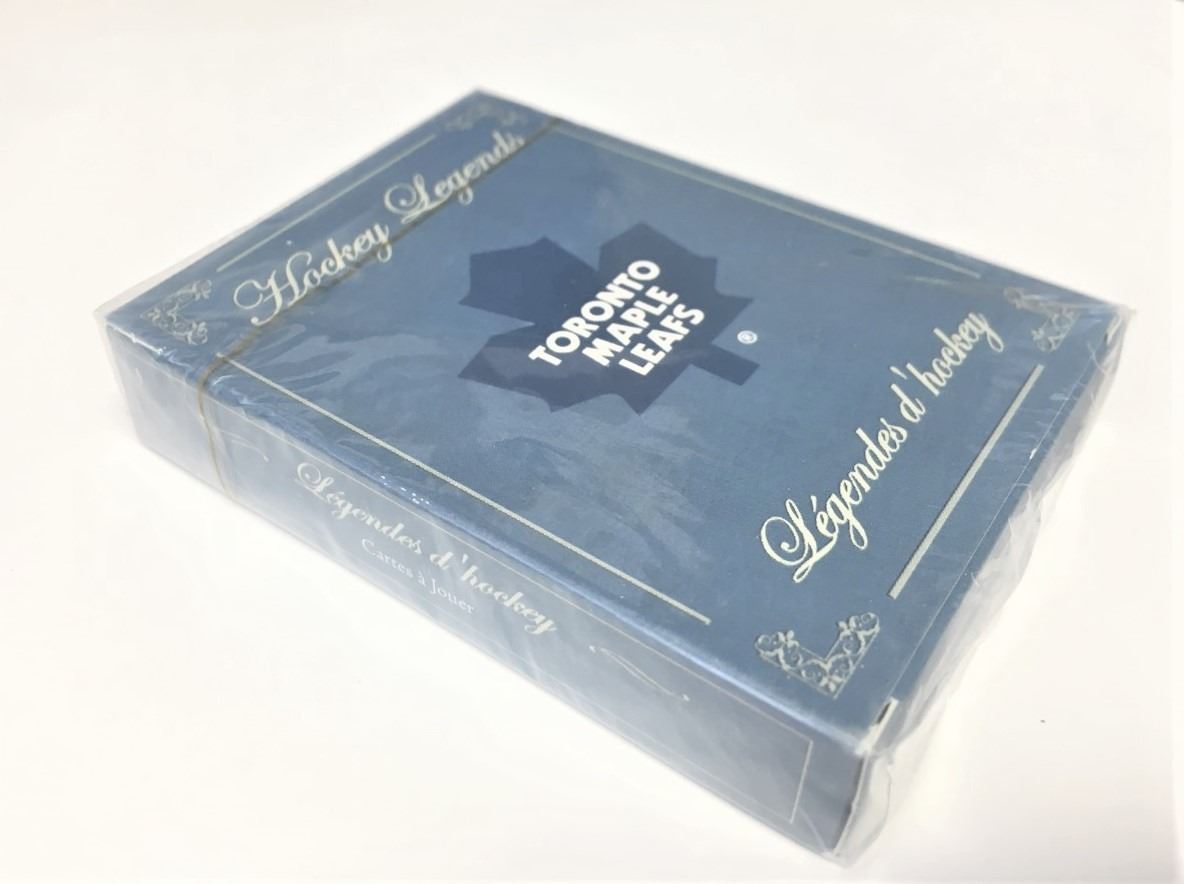 Hockey Legends
TORONTO
MAPLE
LEAFS
®
Légendes d'hockey
Légendes d'hockey
Cartes à Jouer